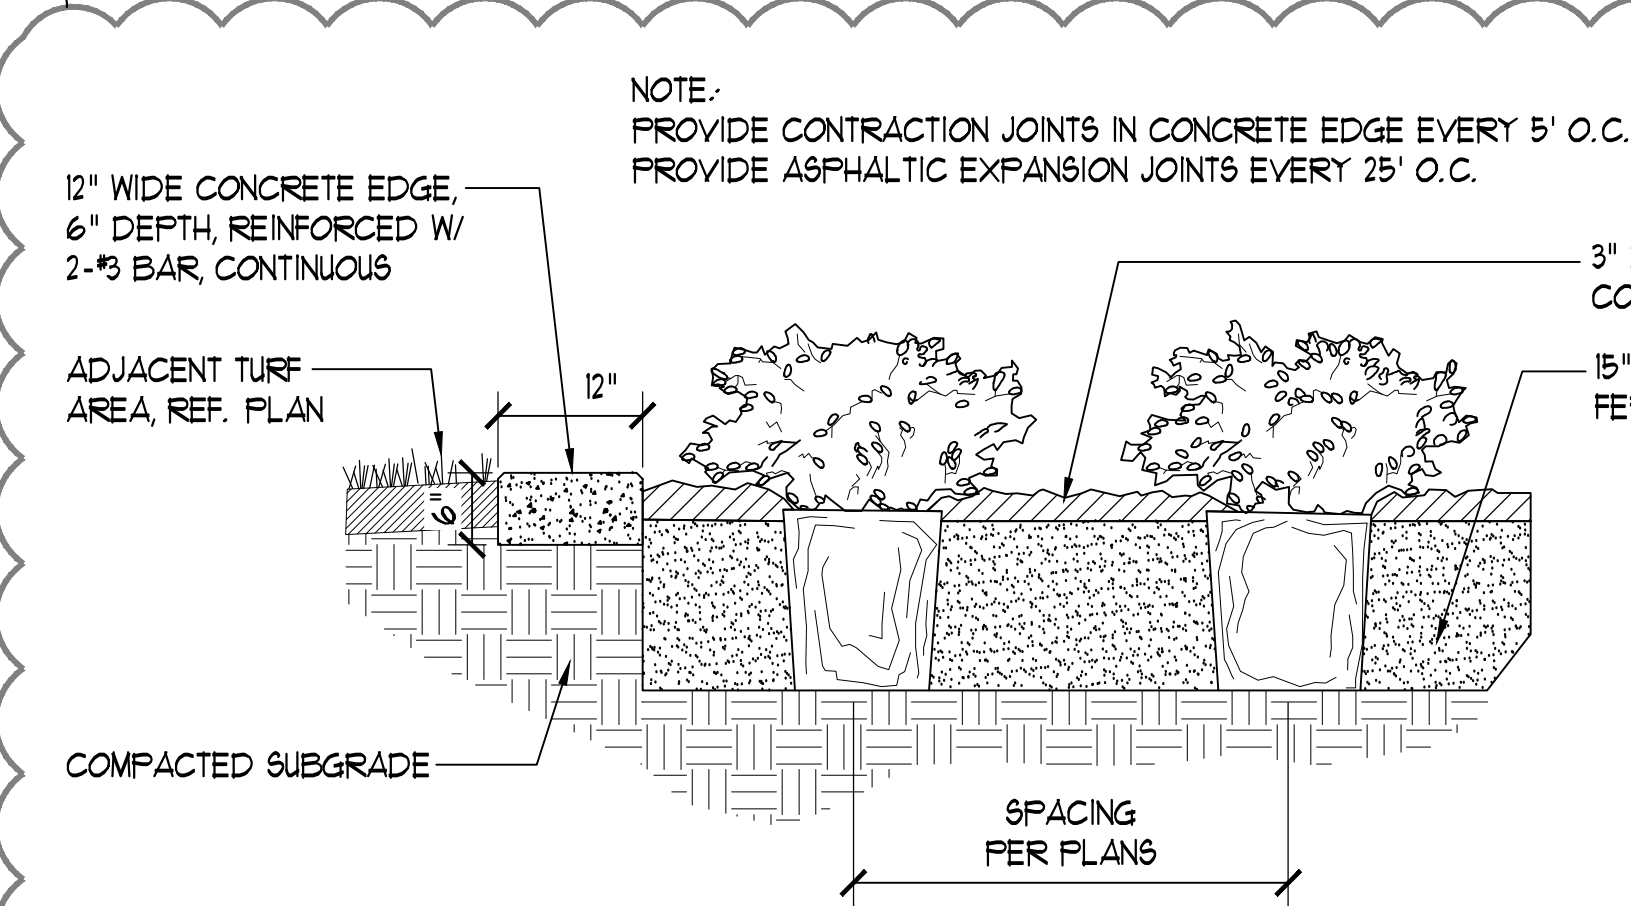 NOTE:
PROVIDE CONTRACTION JOINTS IN CONCRETE EDGE EVERY 5' O.C.
PROVIDE ASPHALTIC EXPANSION JOINTS EVERY 25' O.C.
12" WIDE CONCRETE EDGE,
6" DEPTH, REINFORCED W/
2-#3 BAR, CONTINUOUS
3"
ADJACENT TURF
AREA, REF. PLAN
12"
15"
6"
COMPACTED SUBGRADE
SPACING
PER PLANS